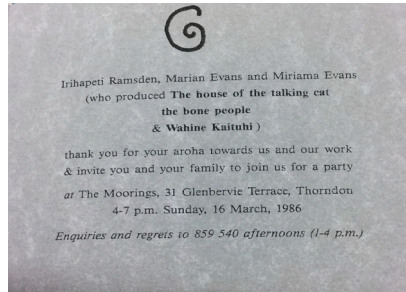 Irihapeti Ramsden, Marian Evans and Miriama Evans
(who produced The house of the talking cat
the bone people
& Wahine Kaituhi )
thank you for your aroha towards us and our work
& invite you and your family to join us for a party
at The Moorings, 31 Glenbervie Terrace, Thorndon
4-7 p.m. Sunday, 16 March, 1986
Enquiries and regrets to 859 540 afternoons (1-4 p.m.)